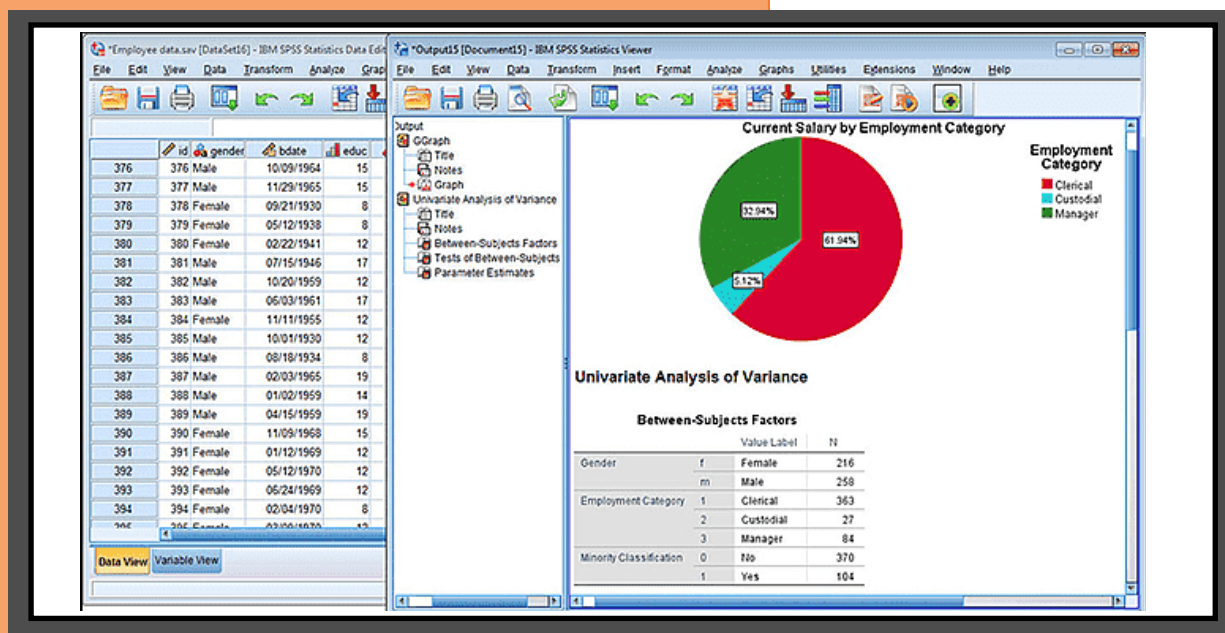 *Employee data.sav [DataSet16] - IBM SPSS Statistics Data Edit
File Edit View Data Transform Analyze Grap
id gender bdate educ
376 376 Male 10/09/1964 15
377 377 Male 11/29/1965 15
378 378 Female 09/21/1930 8
379 379 Female 05/12/1938 8
380 380 Female 02/22/1941 12
381 381 Male 07/15/1946 17
382 382 Male 10/20/1959 12
383 383 Male 06/03/1961 17
384 384 Female 11/11/1955 12
385 385 Male 10/01/1930 12
386 386 Male 08/18/1934 8
387 387 Male 02/03/1965 19
388 388 Male 01/02/1959 14
389 389 Male 04/15/1959 19
390 390 Female 11/09/1968 15
391 391 Female 01/12/1969 12
392 392 Female 05/12/1970 12
393 393 Female 06/24/1969 12
394 394 Female 02/04/1970 8
Data View Variable View
*Output15 [Document15] - IBM SPSS Statistics Viewer
File Edit View Data Transform Insert Format Analyze Graphs Utilities Extensions Window Help
Output
GGraph
Title
Notes
Graph
Univariate Analysis of Variance
Title
Notes
Between-Subjects Factors
Tests of Between-Subjects
Parameter Estimates
Current Salary by Employment Category
32.94%
61.94%
5.12%
Employment
Category
Clerical
Custodial
Manager
Univariate Analysis of Variance
Between-Subjects Factors
Value Label N
Gender f Female 216
m Male 258
Employment Category 1 Clerical 363
2 Custodial 27
3 Manager 84
Minority Classification 0 No 370
1 Yes 104